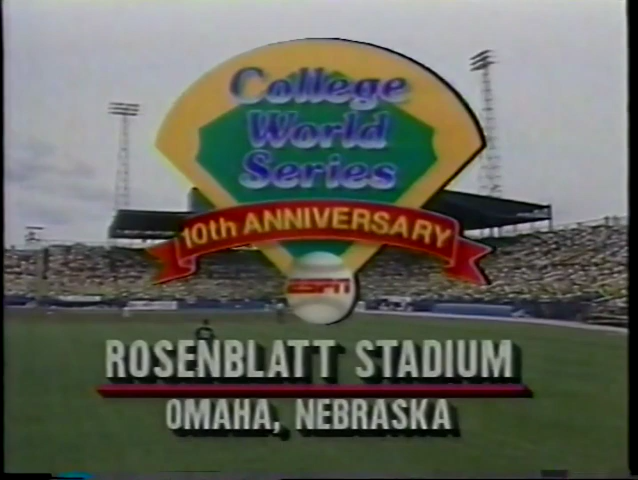 College
World
Series
10th ANNIVERSARY
ESPN
ROSENBLATT STADIUM
OMAHA, NEBRASKA